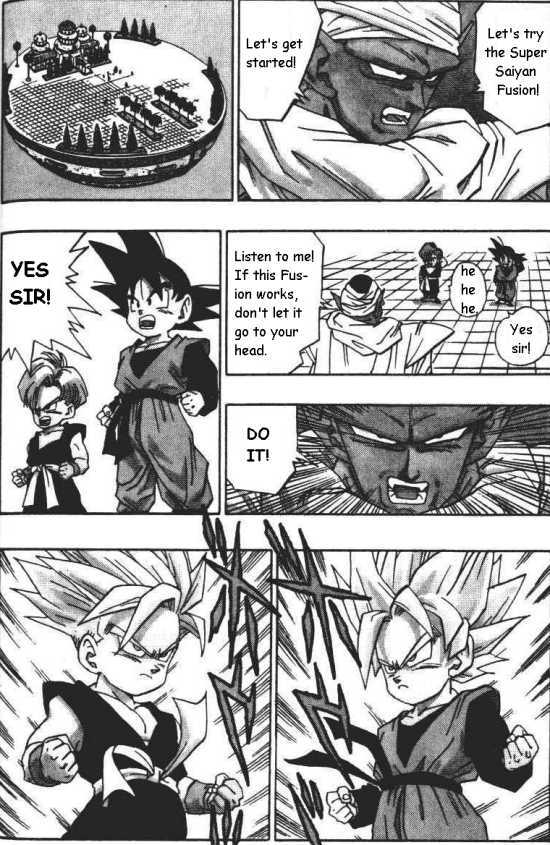 Let's try
the Super
Saiyan
Fusion!
Let's get
started!
he
he
he
Yes
sir!
Listen to me!
If this Fus-
ion works,
don't let it
go to your
head.
YES
SIR!
DO
IT!